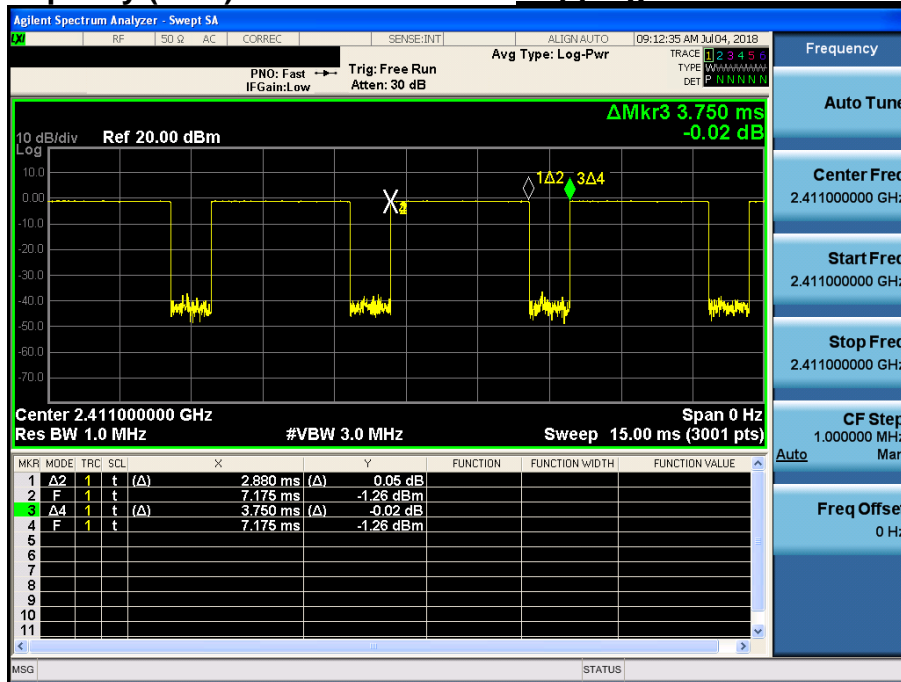 Agilent Spectrum Analyzer - Swept SA
LXI RF 50 Ω AC CORREC SENSE:INT ALIGN AUTO 09:12:35 AM Jul 04, 2018
Avg Type: Log-Pwr TRACE 1 2 3 4 5 6
PNO: Fast Trig: Free Run TYPE WWWWWW
IFGain:Low Atten: 30 dB DET P N N N N N
ΔMkr3 3.750 ms
-0.02 dB
10 dB/div Ref 20.00 dBm
Log
10.0
0.00
-10.0
-20.0
-30.0
-40.0
-50.0
-60.0
-70.0
1Δ2 3Δ4
X 4
Center 2.411000000 GHz Span 0 Hz
Res BW 1.0 MHz #VBW 3.0 MHz Sweep 15.00 ms (3001 pts)
MKR MODE TRC SCL X Y FUNCTION FUNCTION WIDTH FUNCTION VALUE
1 Δ2 1 t (Δ) 2.880 ms (Δ) 0.05 dB
2 F 1 t 7.175 ms -1.26 dBm
3 Δ4 1 t (Δ) 3.750 ms (Δ) -0.02 dB
4 F 1 t 7.175 ms -1.26 dBm
5
6
7
8
9
10
11
MSG STATUS
Frequency
Auto Tune
Center Freq
2.411000000 GHz
Start Freq
2.411000000 GHz
Stop Freq
2.411000000 GHz
CF Step
1.000000 MHz
Auto Man
Freq Offset
0 Hz